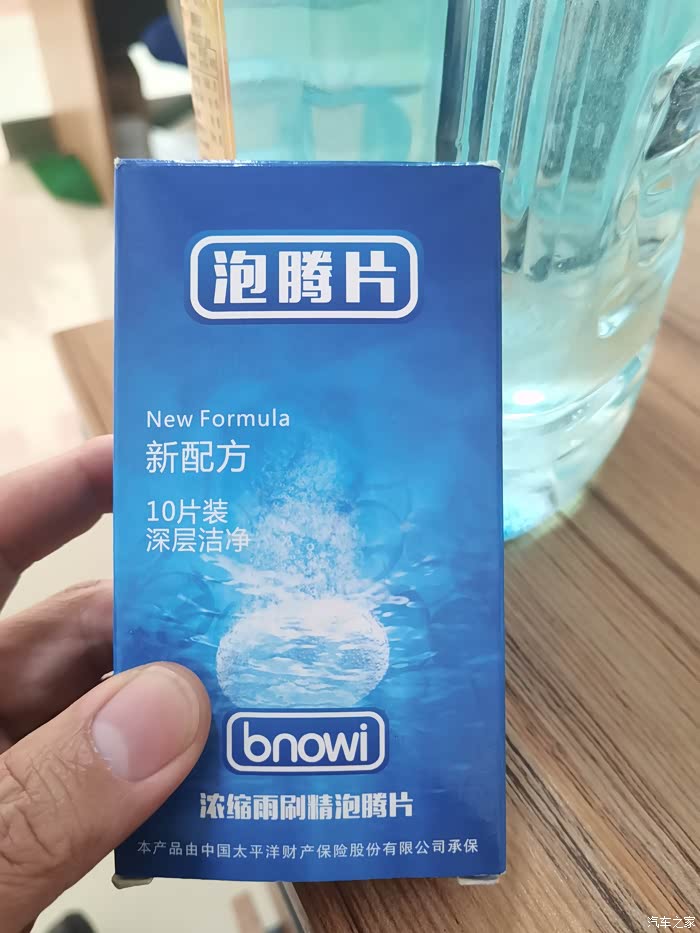 泡腾片
New Formula
新配方
10片装
深层洁净
bnowi
浓缩雨刷精泡腾片
本产品由中国太平洋财产保险股份有限公司承保
汽车之家